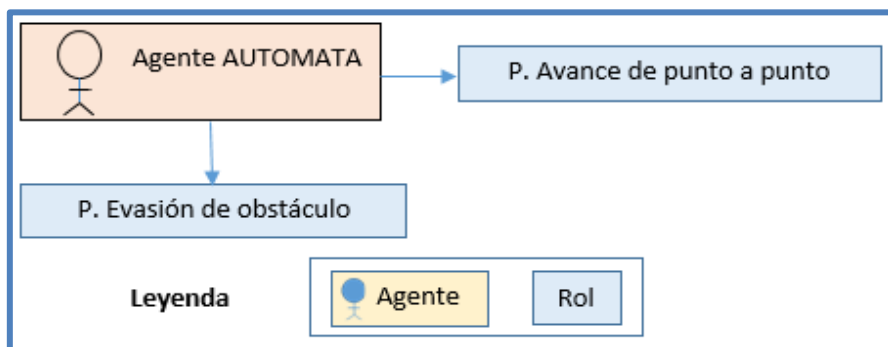 Agente AUTOMATA
P. Avance de punto a punto
P. Evasión de obstáculo
Leyenda
Agente
Rol